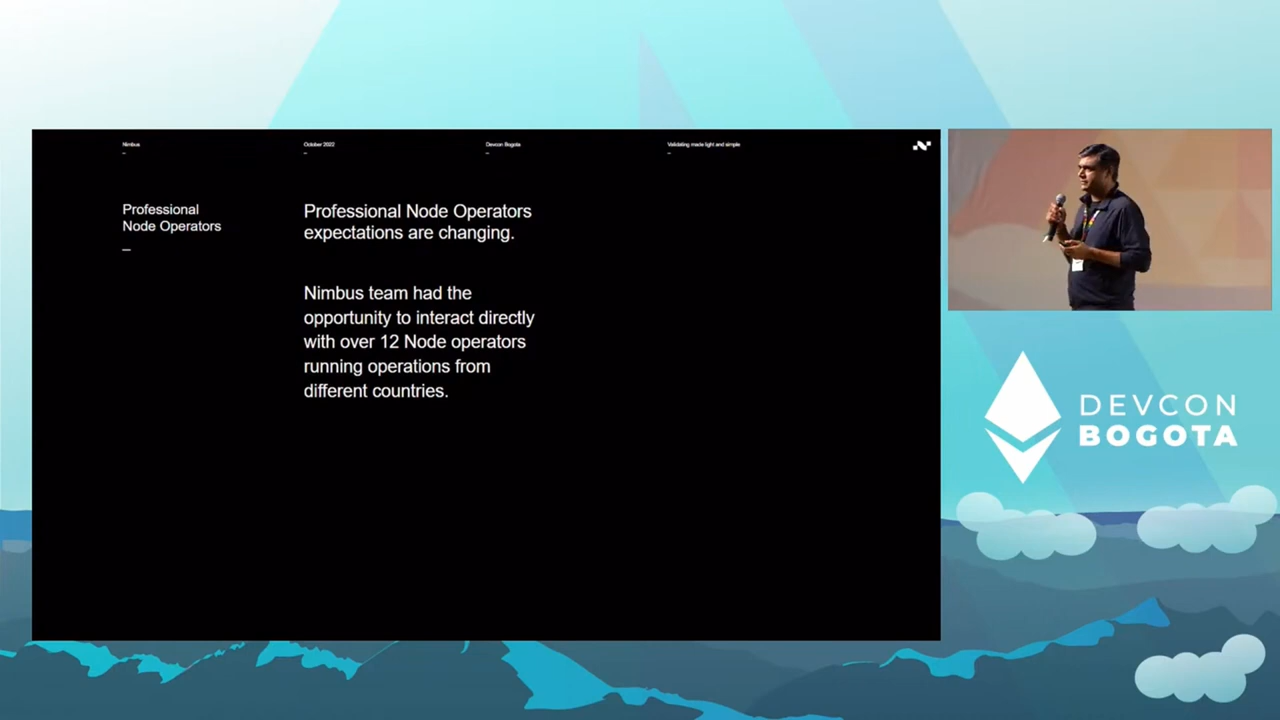 Nimbus
October 2022
Devcon Bogota
Validating made light and simple
Professional
Node Operators
Professional Node Operators
expectations are changing.
Nimbus team had the
opportunity to interact directly
with over 12 Node operators
running operations from
different countries.
DEVCON
BOGOTA